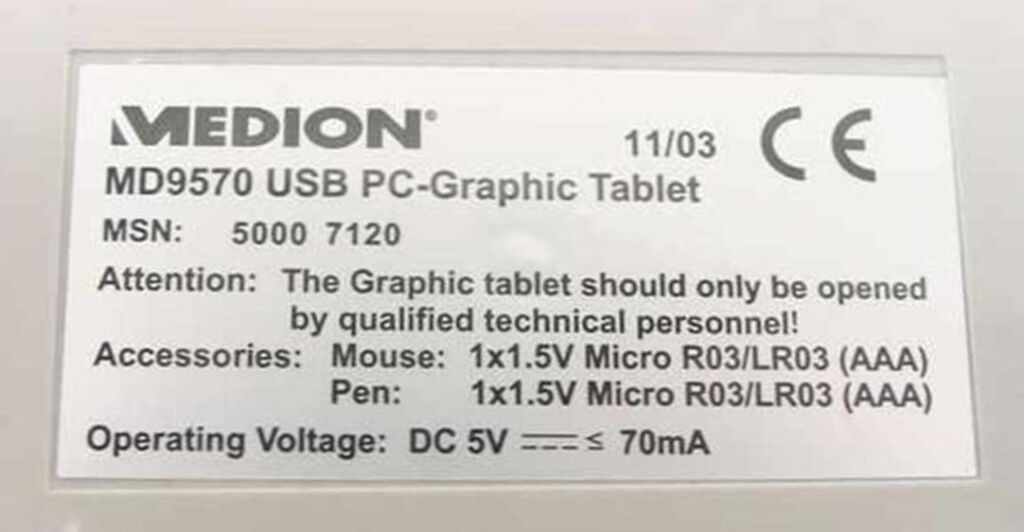 MEDION®
11/03 CE
MD9570 USB PC-Graphic Tablet
MSN: 5000 7120
Attention: The Graphic tablet should only be opened
by qualified technical personnel!
Accessories: Mouse: 1x1.5V Micro R03/LR03 (AAA)
Pen: 1x1.5V Micro R03/LR03 (AAA)
Operating Voltage: DC 5V ⎓ ≤ 70mA